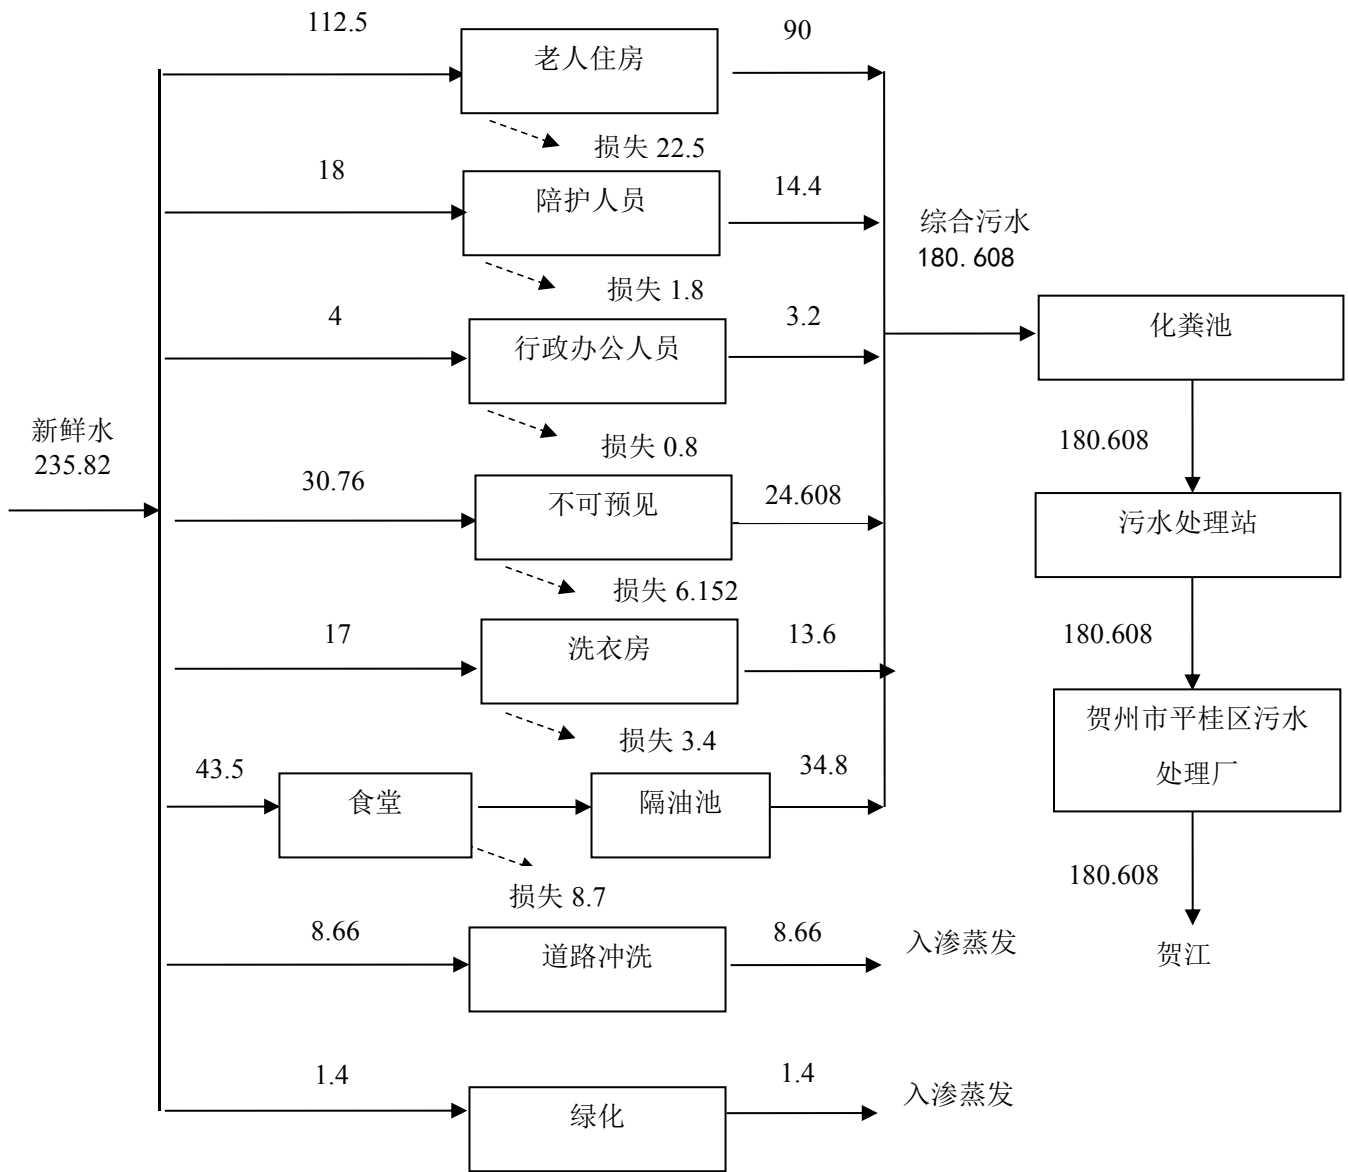 112.5
老人住房
90
损失 22.5
18
陪护人员
14.4
损失 1.8
4
行政办公人员
3.2
损失 0.8
新鲜水
235.82
30.76
不可预见
24.608
损失 6.152
17
洗衣房
13.6
损失 3.4
43.5
食堂
隔油池
34.8
损失 8.7
8.66
道路冲洗
8.66
入渗蒸发
1.4
绿化
1.4
入渗蒸发
综合污水
180.608
化粪池
180.608
污水处理站
180.608
贺州市平桂区污水
处理厂
180.608
贺江